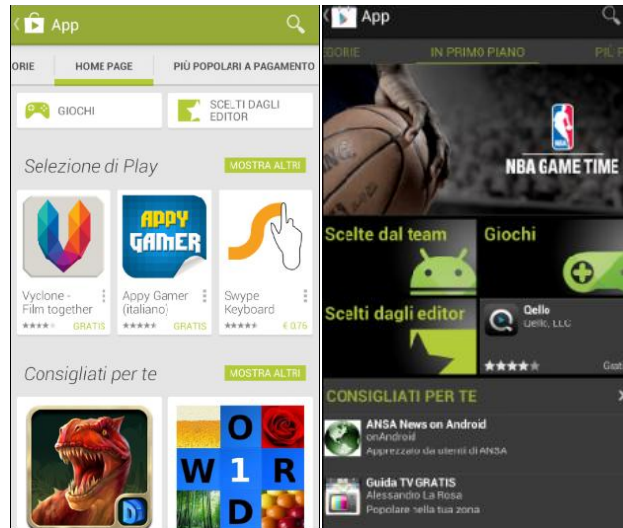 App
ORIE HOME PAGE PIÙ POPOLARI A PAGAMENTO
GIOCHI
SCELTI DAGLI
EDITOR
Selezione di Play
MOSTRA ALTRI
APPY
GAMER
Vyclone -
Film together
GRATIS
Appy Gamer
(italiano)
GRATIS
Swype
Keyboard
€ 0,76
Consigliati per te
MOSTRA ALTRI
O
W 1 R
D
App
EGORIE IN PRIMO PIANO PIÙ P
NBA
NBA GAME TIME
Scelte dal team
Giochi
Scelti dagli editor
Qello
Qello, LLC
CONSIGLIATI PER TE
ANSA News on Android
onAndroid
Apprezzato da utenti di ANSA
Guida TV GRATIS
Alessandro La Rosa
Popolare nella tua zona